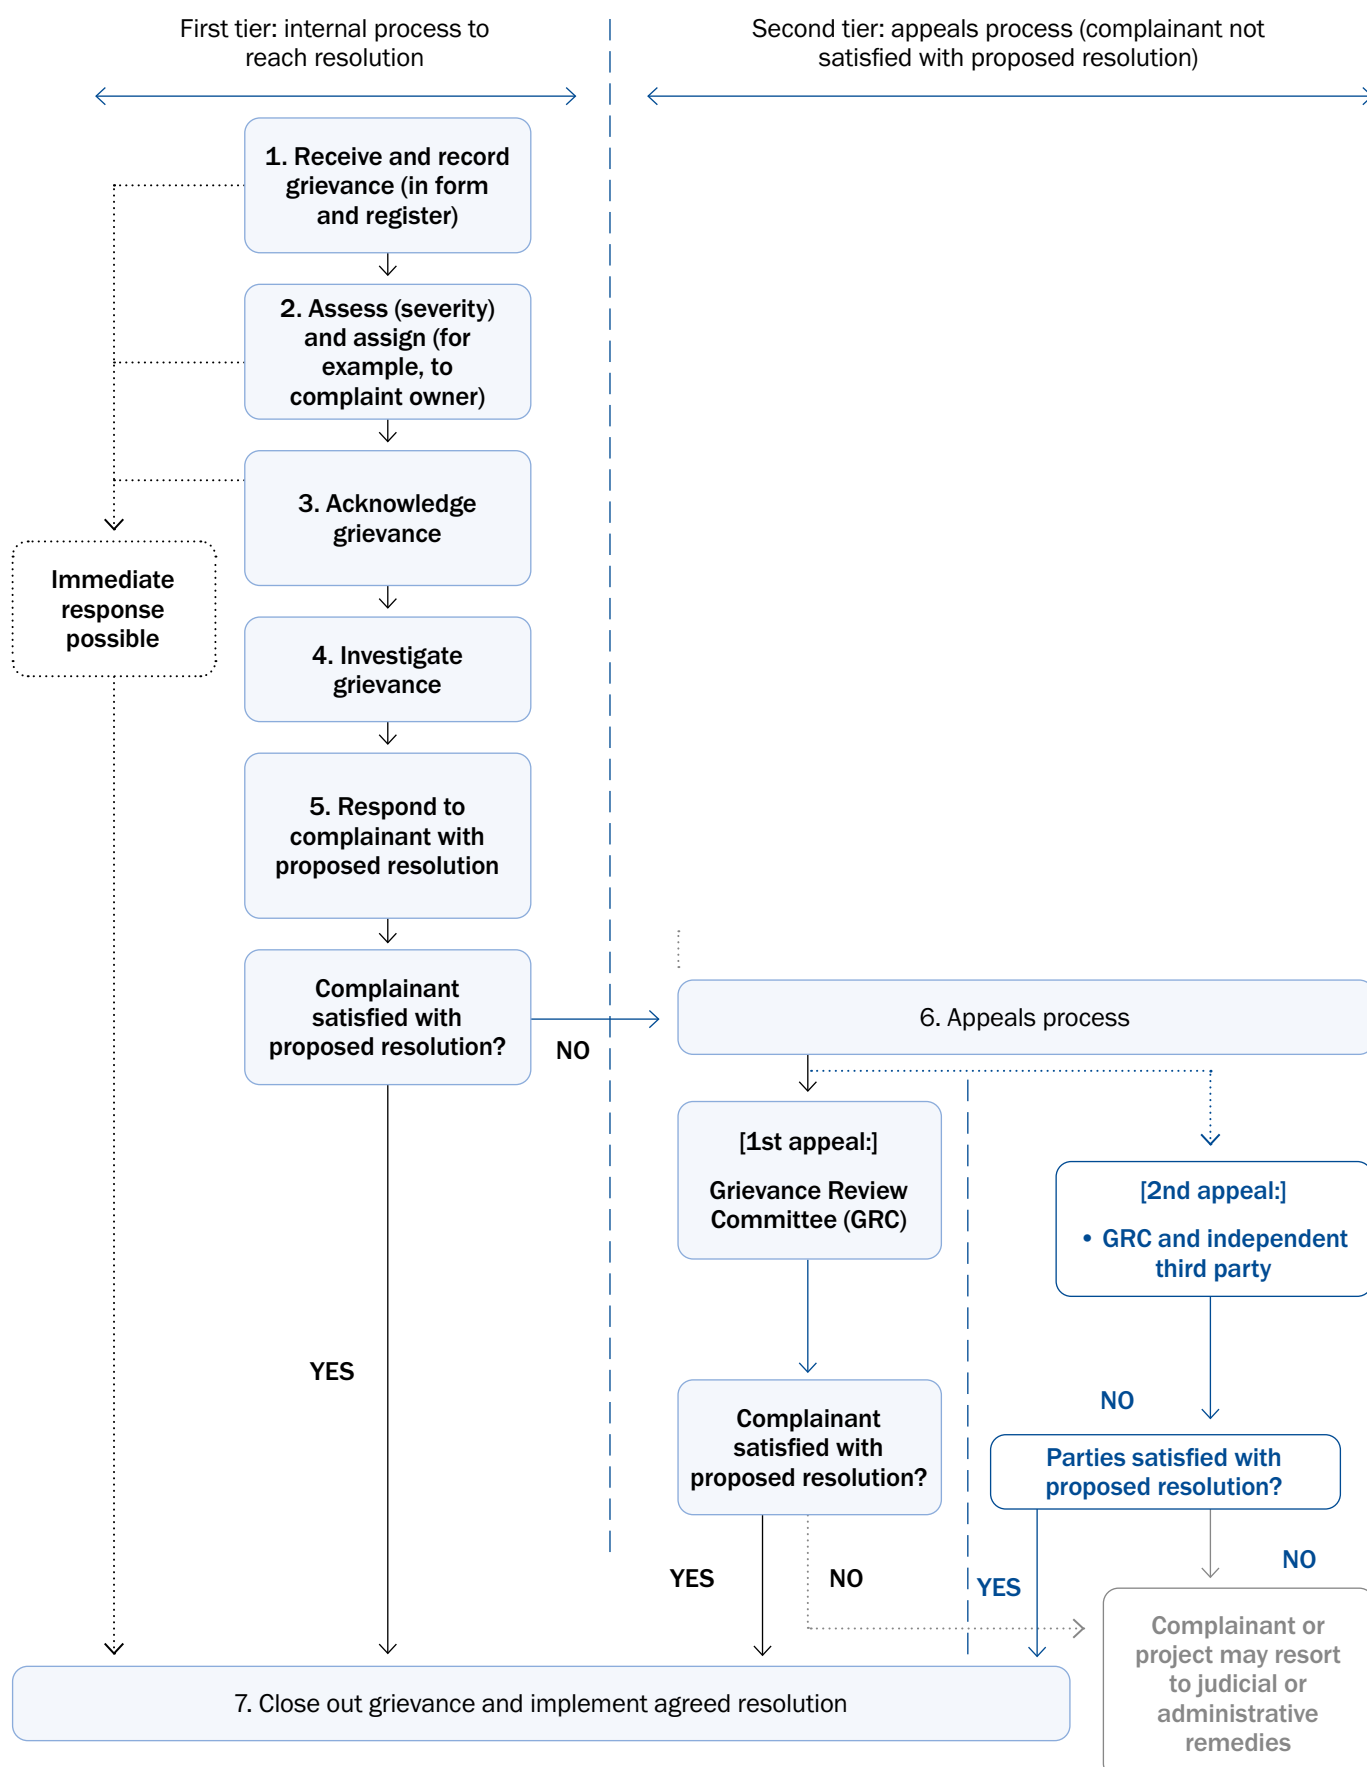 First tier: internal process to
reach resolution
Second tier: appeals process (complainant not
satisfied with proposed resolution)
1. Receive and record
grievance (in form
and register)
2. Assess (severity)
and assign (for
example, to
complaint owner)
3. Acknowledge
grievance
Immediate
response
possible
4. Investigate
grievance
5. Respond to
complainant with
proposed resolution
Complainant
satisfied with
proposed resolution?
NO
6. Appeals process
[1st appeal:]
Grievance Review
Committee (GRC)
[2nd appeal:]
• GRC and independent
third party
YES
NO
Complainant
satisfied with
proposed resolution?
Parties satisfied with
proposed resolution?
YES
NO
YES
NO
Complainant or
project may resort
to judicial or
administrative
remedies
7. Close out grievance and implement agreed resolution